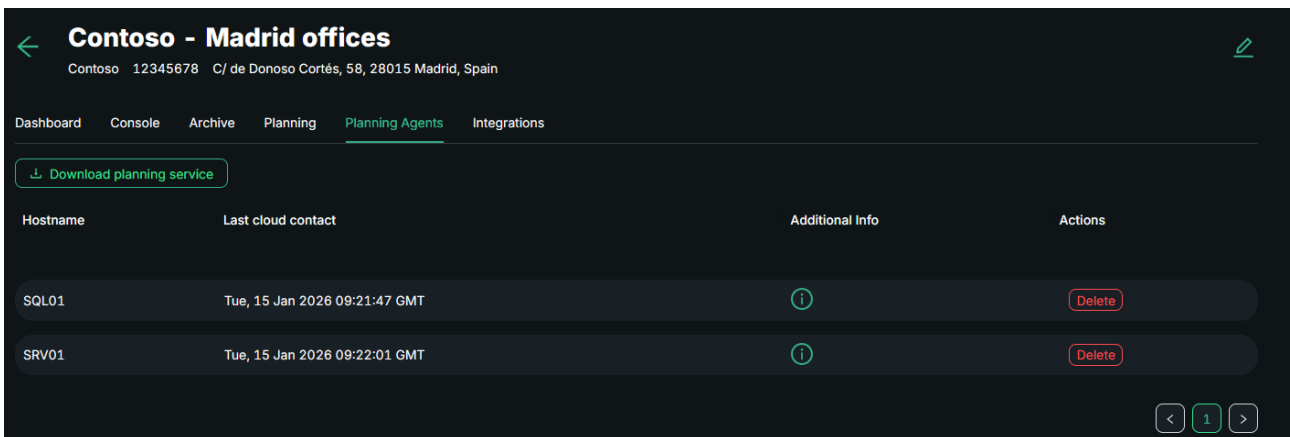 Contoso - Madrid offices
Contoso 12345678 C/ de Donoso Cortés, 58, 28015 Madrid, Spain
Dashboard Console Archive Planning Planning Agents Integrations
Download planning service
Hostname Last cloud contact Additional Info Actions
SQL01 Tue, 15 Jan 2026 09:21:47 GMT Delete
SRV01 Tue, 15 Jan 2026 09:22:01 GMT Delete
< 1 >